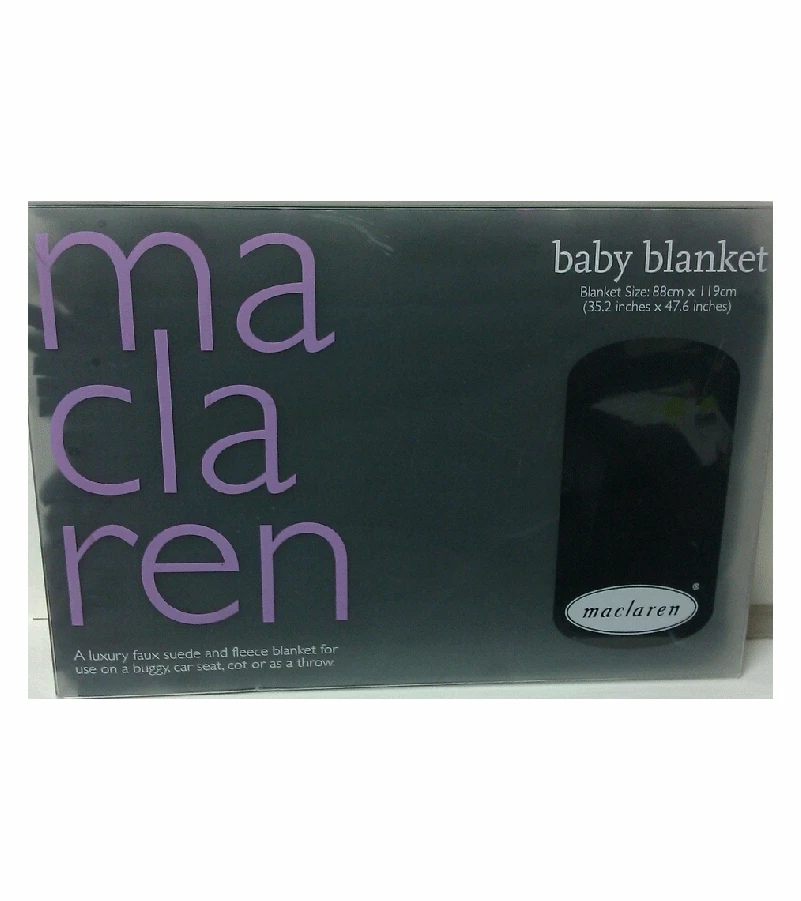 ma
cla
ren
A luxury faux suede and fleece blanket for
use on a buggy, car seat, cot or as a throw.
baby blanket
Blanket Size: 88cm x 119cm
(35.2 inches x 47.6 inches)
maclaren®